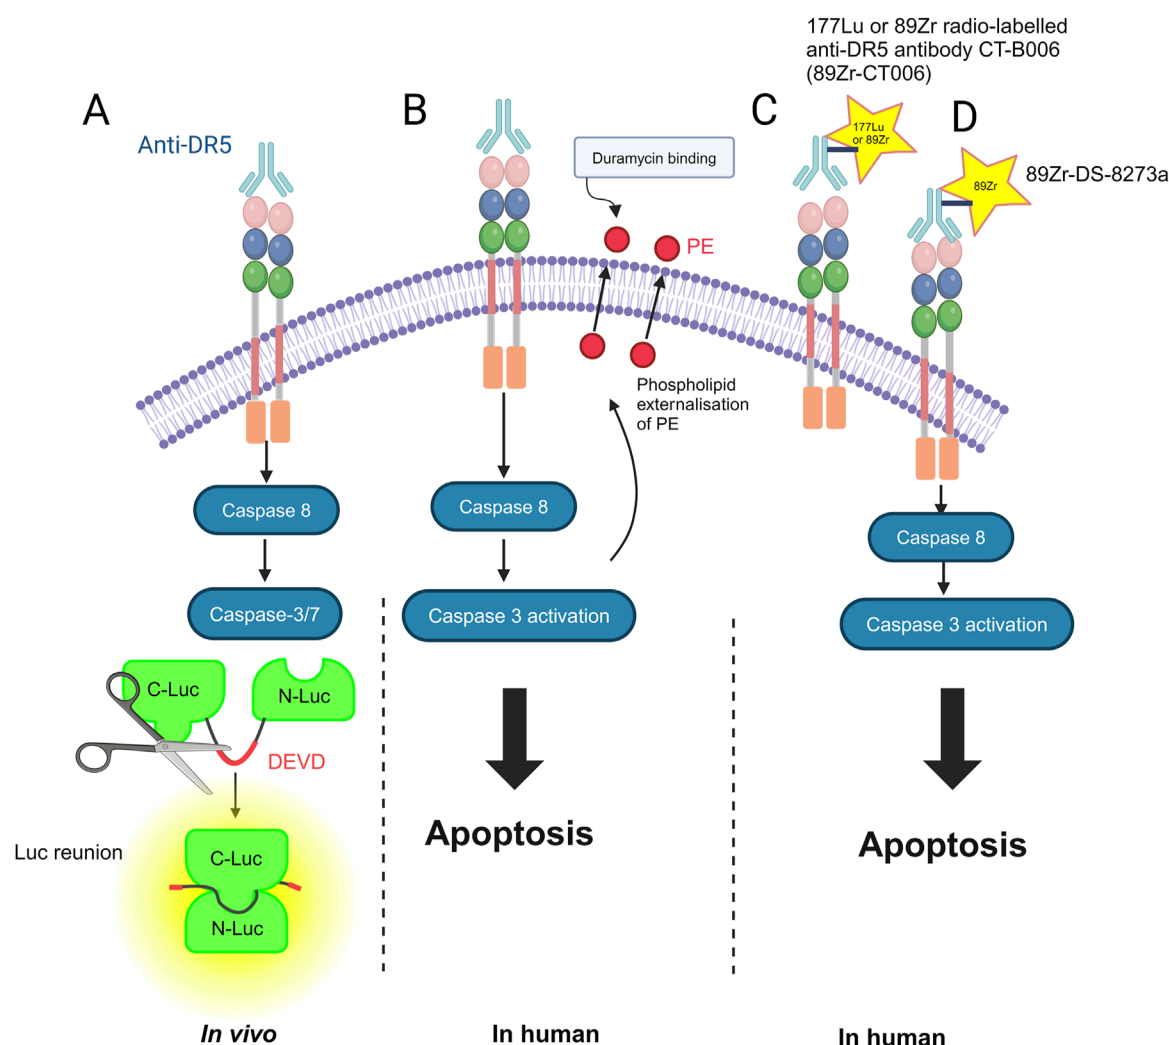 177Lu or 89Zr radio-labelled
anti-DR5 antibody CT-B006
(89Zr-CT006)
A
B
C
D
Anti-DR5
Duramycin binding
177Lu
or 89Zr
89Zr
89Zr-DS-8273a
PE
Phospholipid
externalisation
of PE
Caspase 8
Caspase 8
Caspase 8
Caspase-3/7
Caspase 3 activation
Caspase 3 activation
C-Luc
N-Luc
DEVD
Luc reunion
C-Luc
N-Luc
Apoptosis
Apoptosis
In vivo
In human
In human